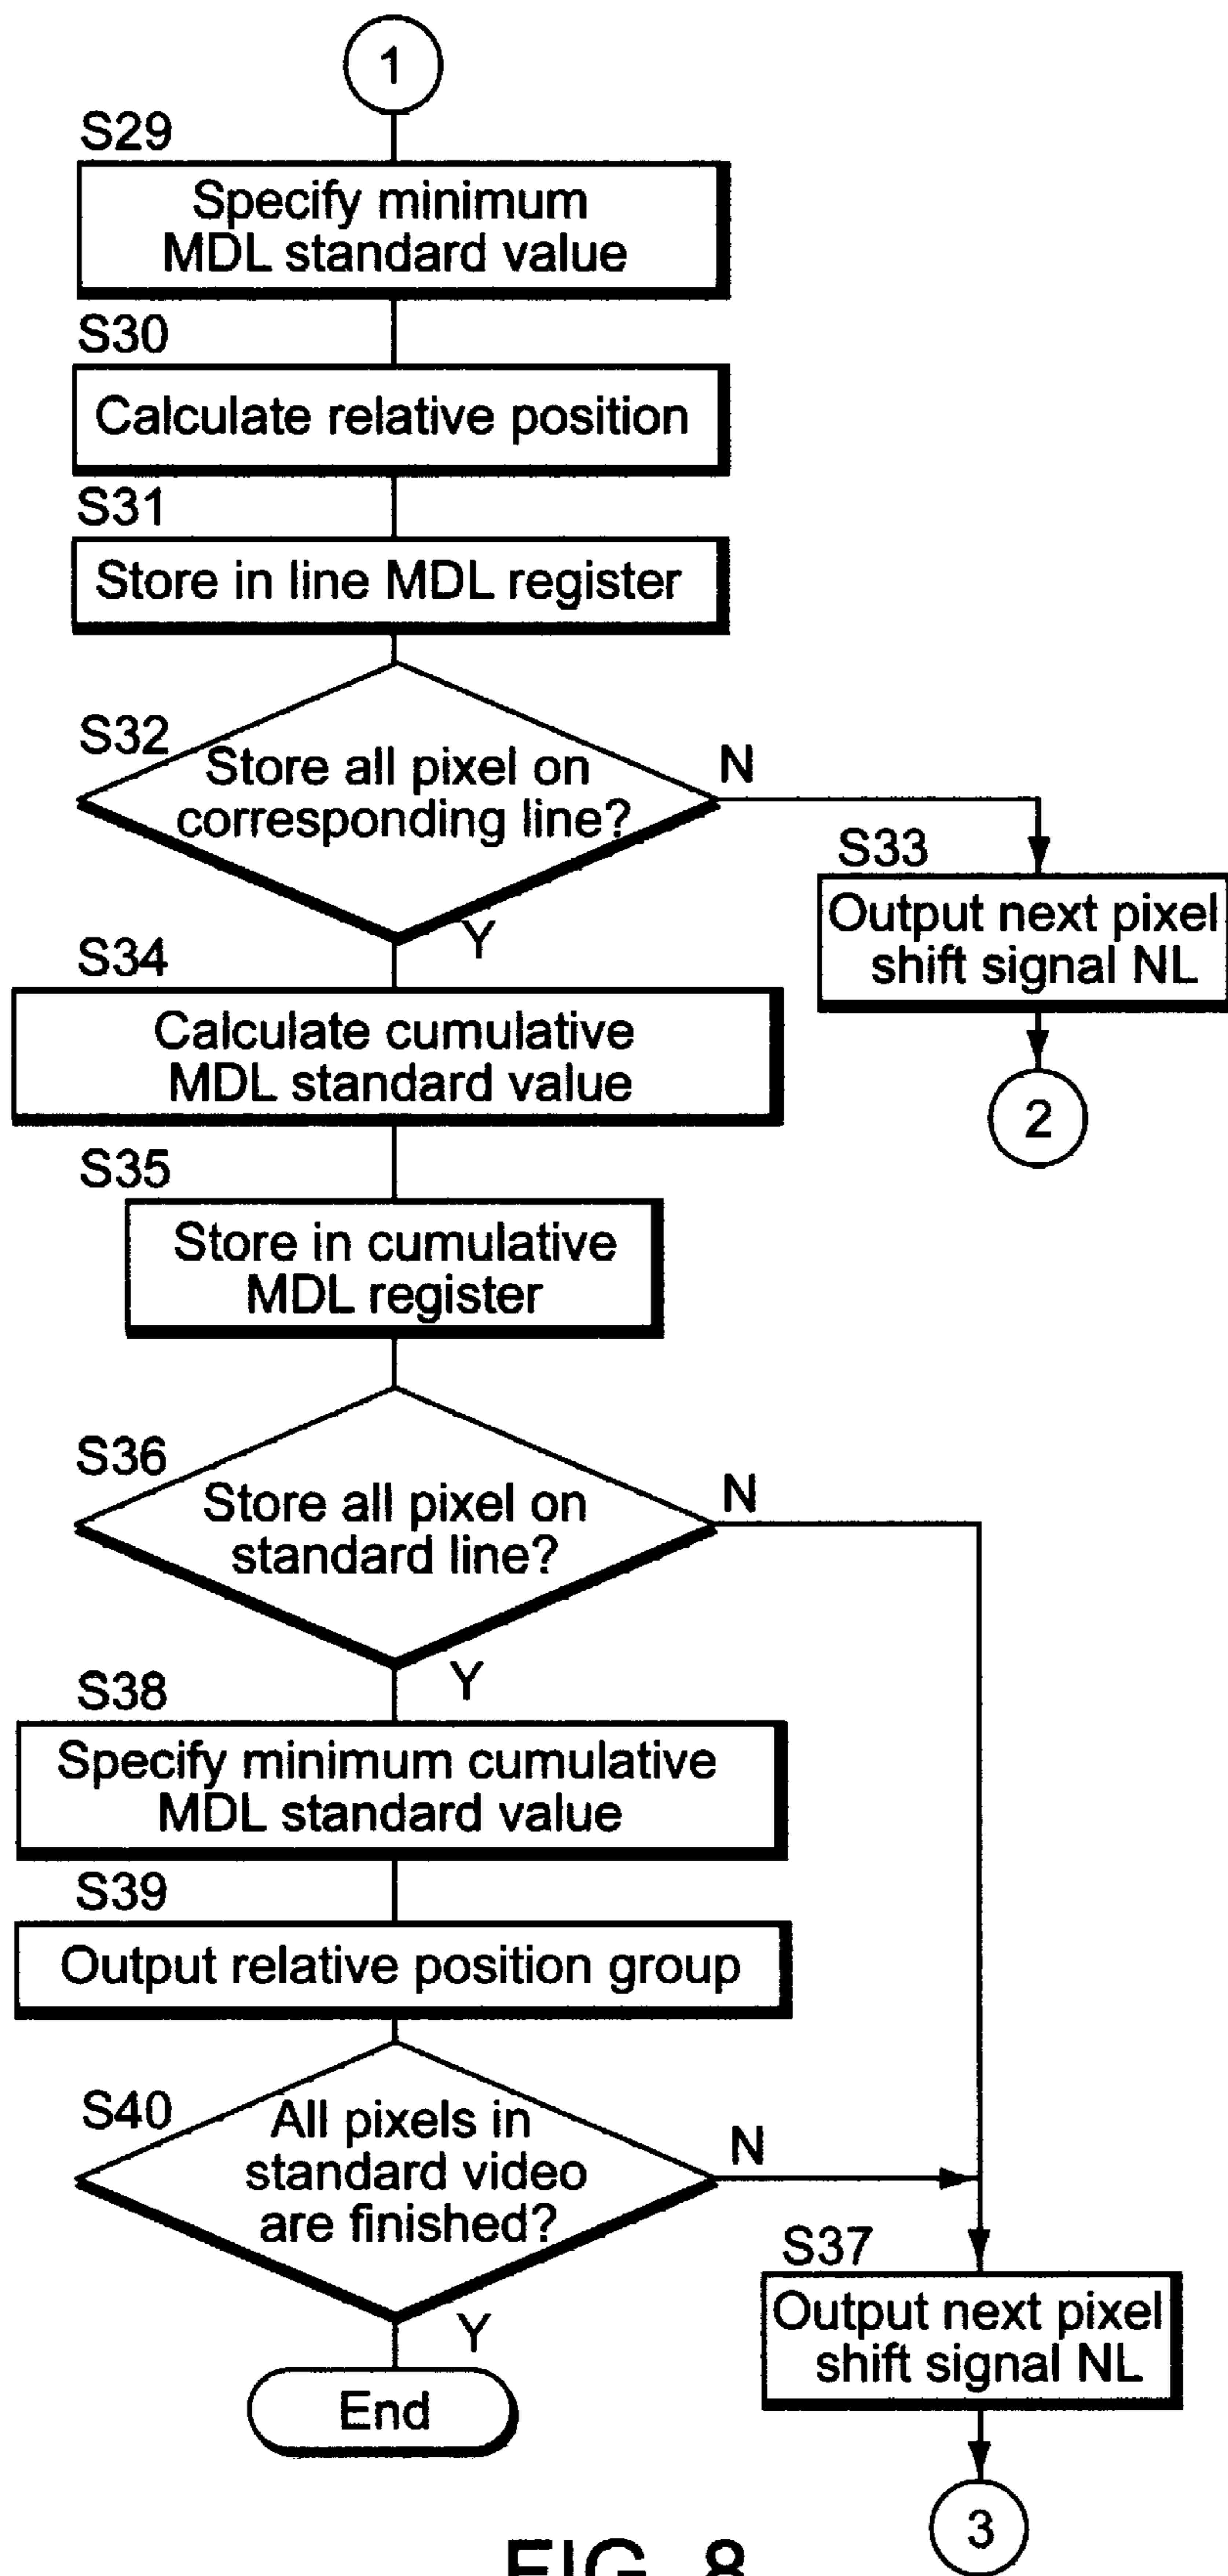 1
S29
Specify minimum
MDL standard value
S30
Calculate relative position
S31
Store in line MDL register
S32
Store all pixel on
corresponding line?
N
Y
S33
Output next pixel
shift signal NL
2
S34
Calculate cumulative
MDL standard value
S35
Store in cumulative
MDL register
S36
Store all pixel on
standard line?
N
Y
S38
Specify minimum cumulative
MDL standard value
S39
Output relative position group
S40
All pixels in
standard video
are finished?
N
Y
S37
Output next pixel
shift signal NL
End
3
FIG. 8